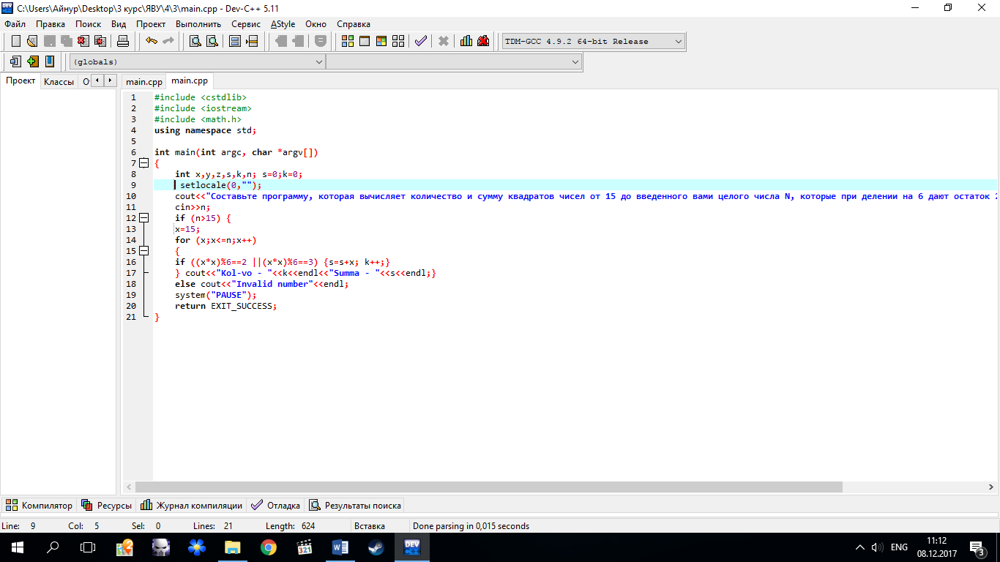 C:\Users\Айнур\Desktop\3 курс\ЯВУ\4\3\main.cpp - Dev-C++ 5.11
Файл Правка Поиск Вид Проект Выполнить Сервис AStyle Окно Справка
TDM-GCC 4.9.2 64-bit Release
(globals)
Проект Классы О main.cpp main.cpp
1 #include <cstdlib>
2 #include <iostream>
3 #include <math.h>
4 using namespace std;
5
6 int main(int argc, char *argv[])
7 {
8 int x,y,z,s,k,n; s=0;k=0;
9 setlocale(0,"");
10 cout<<"Составьте программу, которая вычисляет количество и сумму квадратов чисел от 15 до введенного вами целого числа N, которые при делении на 6 дают остаток 2
11 cin>>n;
12 if (n>15) {
13 x=15;
14 for (x;x<=n;x++)
15 {
16 if ((x*x)%6==2 ||(x*x)%6==3) {s=s+x; k++;}
17 } cout<<"Kol-vo - "<<k<<endl<<"Summa - "<<s<<endl;}
18 else cout<<"Invalid number"<<endl;
19 system("PAUSE");
20 return EXIT_SUCCESS;
21 }
Компилятор Ресурсы Журнал компиляции Отладка Результаты поиска
Line: 9 Col: 5 Sel: 0 Lines: 21 Length: 624 Вставка Done parsing in 0,015 seconds
321 W DEV ENG 11:12
08.12.2017 3